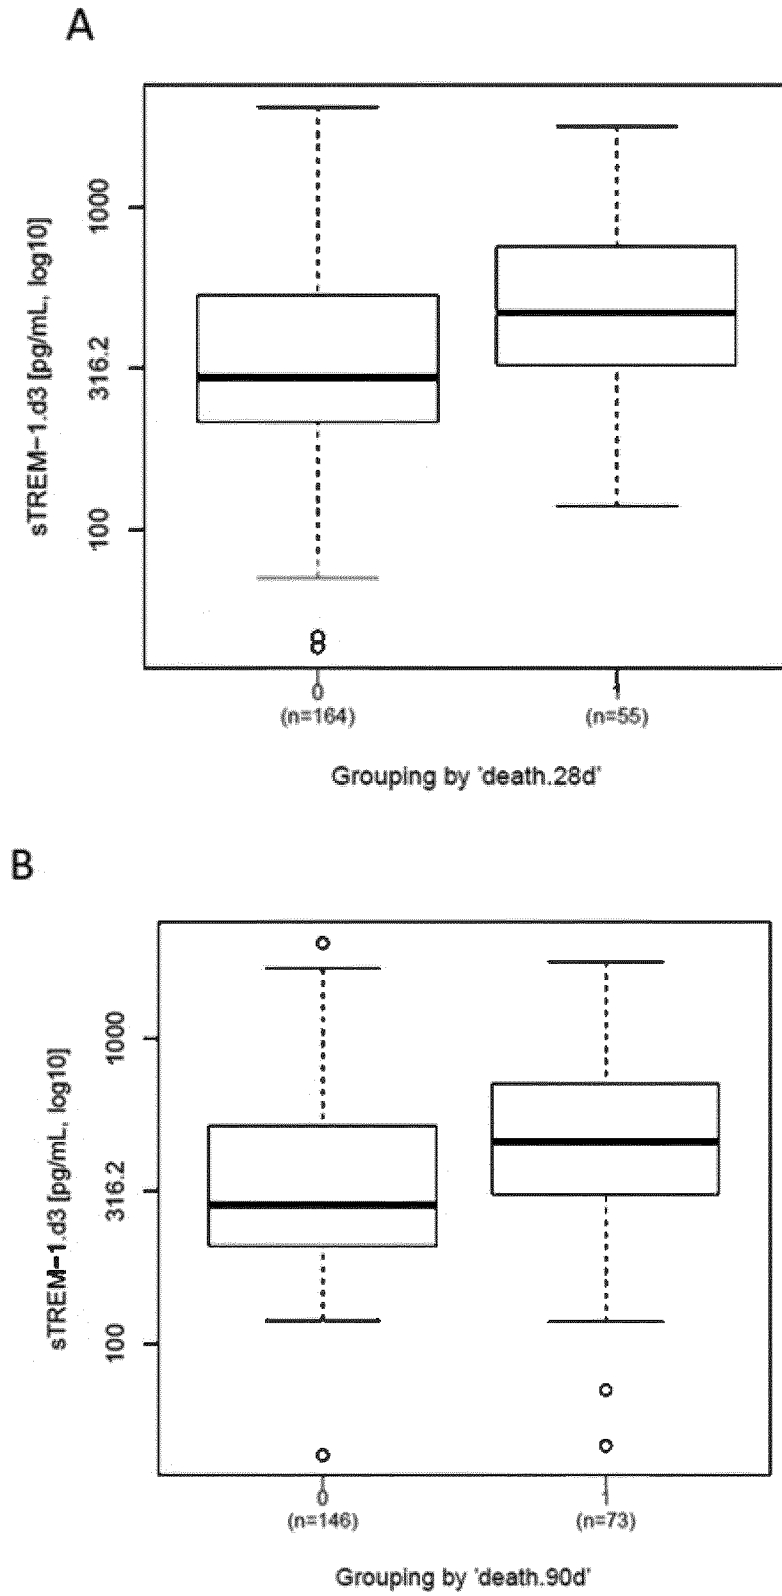 A
sTREM-1.d3 [pg/mL, log10]
1000
316.2
100
0
1
(n=164)
(n=55)
Grouping by 'death.28d'
B
sTREM-1.d3 [pg/mL, log10]
1000
316.2
100
0
1
(n=146)
(n=73)
Grouping by 'death.90d'